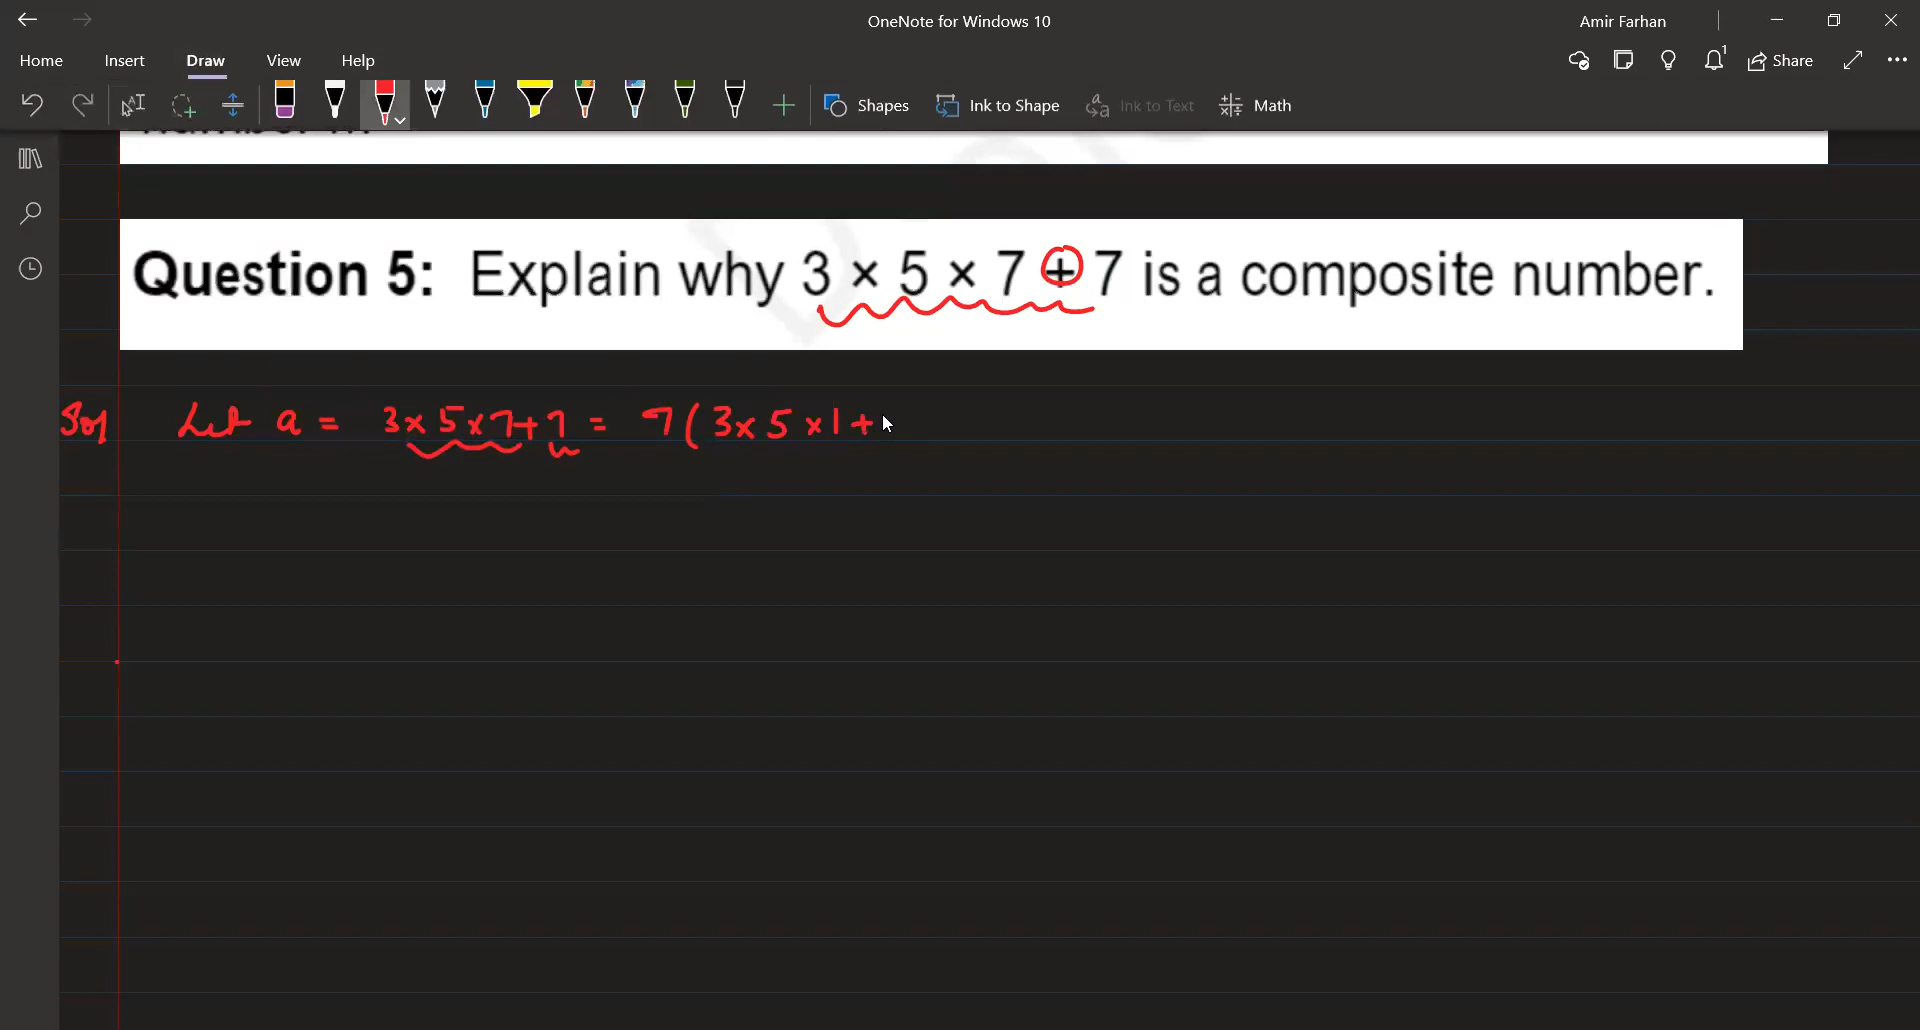 OneNote for Windows 10
Amir Farhan
Home Insert Draw View Help
1
Share
Shapes Ink to Shape Ink to Text Math
Question 5: Explain why 3 × 5 × 7 + 7 is a composite number.
Sol Let a = 3×5×7+7 = 7(3×5×1+